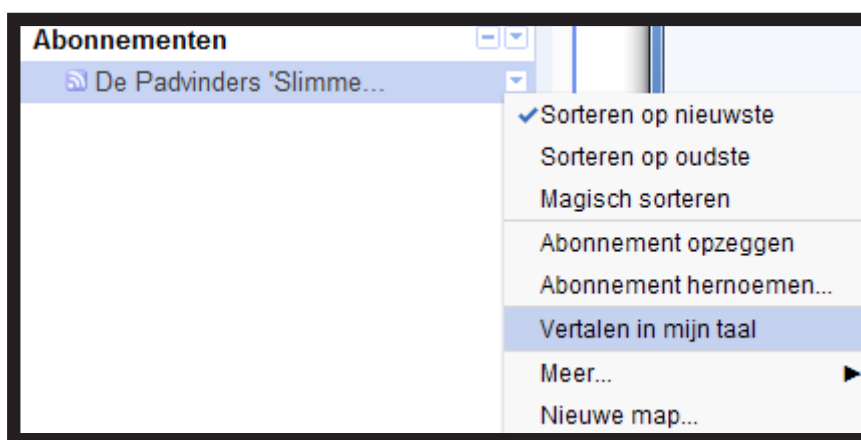 Abonnementen
De Padvinders 'Slimme...
Sorteren op nieuwste
Sorteren op oudste
Magisch sorteren
Abonnement opzeggen
Abonnement hernoemen...
Vertalen in mijn taal
Meer...
Nieuwe map...